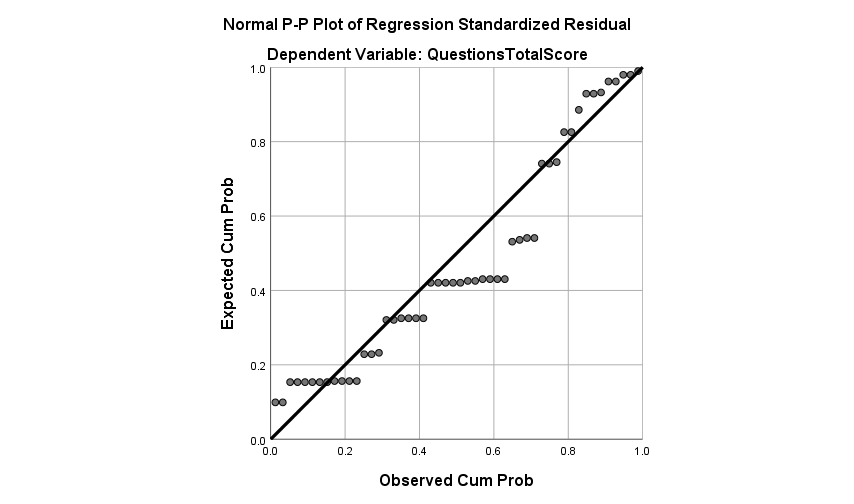 Normal P-P Plot of Regression Standardized Residual
Dependent Variable: QuestionsTotalScore
1.0
0.8
0.6
0.4
0.2
0.0
Expected Cum Prob
0.0 0.2 0.4 0.6 0.8 1.0
Observed Cum Prob